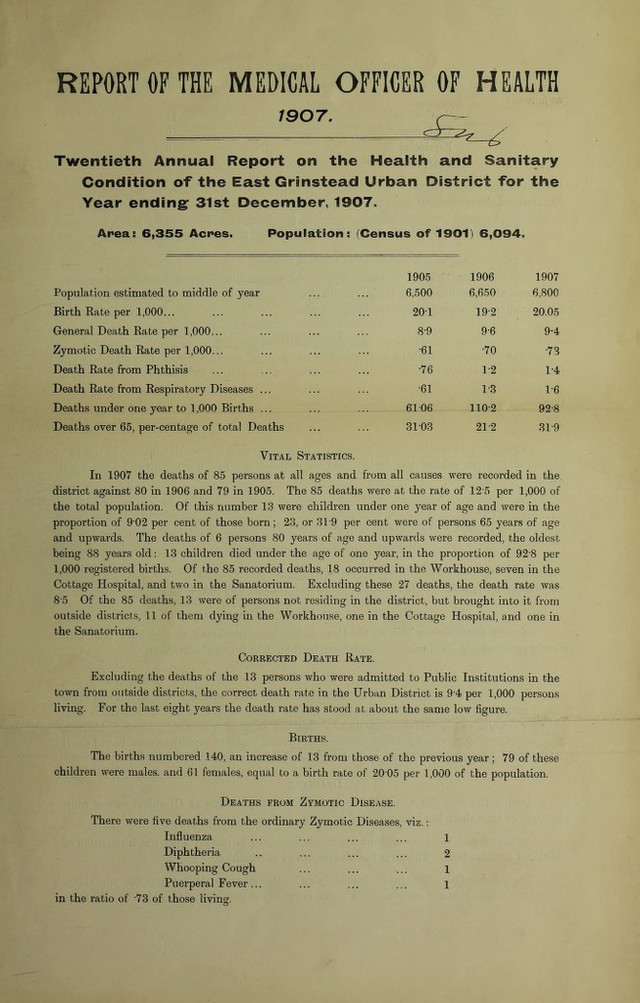 REPORT OF THE MEDICAL OFFICER OF HEALTH
1907.
Twentieth Annual Report on the Health and Sanitary
Condition of the East Grinstead Urban District for the
Year ending 31st December, 1907.
Area: 6,355 Acres. Population: (Census of 1901) 6,094.
1905 1906 1907
Population estimated to middle of year ... ... 6,500 6,650 6,800
Birth Rate per 1,000... ... ... ... ... 20·1 19·2 20.05
General Death Rate per 1,000... ... ... ... 8·9 9·6 9·4
Zymotic Death Rate per 1,000... ... ... ... ·61 ·70 ·73
Death Rate from Phthisis ... ... ... ... ·76 1·2 1·4
Death Rate from Respiratory Diseases ... ... ... ·61 1·3 1·6
Deaths under one year to 1,000 Births ... ... ... 61·06 110·2 92·8
Deaths over 65, per-centage of total Deaths ... ... 31·03 21·2 31·9
VITAL STATISTICS.
In 1907 the deaths of 85 persons at all ages and from all causes were recorded in the
district against 80 in 1906 and 79 in 1905. The 85 deaths were at the rate of 12·5 per 1,000 of
the total population. Of this number 13 were children under one year of age and were in the
proportion of 9·02 per cent of those born; 23, or 31·9 per cent were of persons 65 years of age
and upwards. The deaths of 6 persons 80 years of age and upwards were recorded, the oldest
being 88 years old: 13 children died under the age of one year, in the proportion of 92·8 per
1,000 registered births. Of the 85 recorded deaths, 18 occurred in the Workhouse, seven in the
Cottage Hospital, and two in the Sanatorium. Excluding these 27 deaths, the death rate was
8·5 Of the 85 deaths, 13 were of persons not residing in the district, but brought into it from
outside districts, 11 of them dying in the Workhouse, one in the Cottage Hospital, and one in
the Sanatorium.
CORRECTED DEATH RATE.
Excluding the deaths of the 13 persons who were admitted to Public Institutions in the
town from outside districts, the correct death rate in the Urban District is 9·4 per 1,000 persons
living. For the last eight years the death rate has stood at about the same low figure.
BIRTHS.
The births numbered 140, an increase of 13 from those of the previous year; 79 of these
children were males. and 61 females, equal to a birth rate of 20·05 per 1,000 of the population.
DEATHS FROM ZYMOTIC DISEASE.
There were five deaths from the ordinary Zymotic Diseases, viz.:
Influenza ... ... ... ... 1
Diphtheria .. ... ... ... 2
Whooping Cough ... ... ... 1
Puerperal Fever... ... ... ... 1
in the ratio of ·73 of those living.